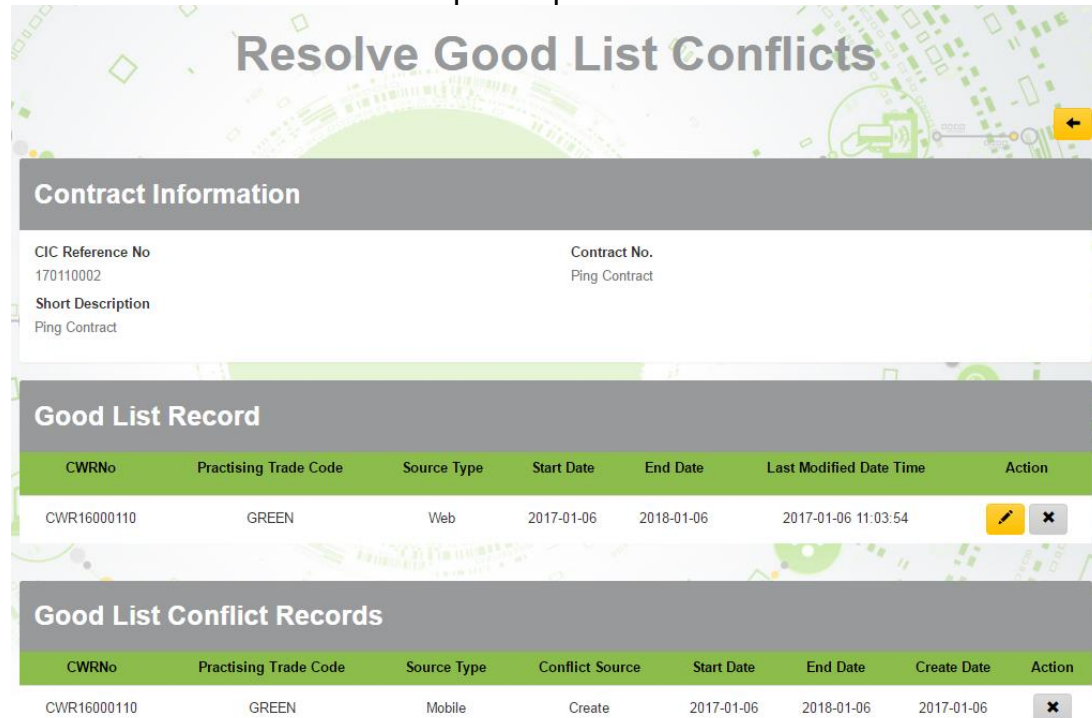 Resolve Good List Conflicts
Contract Information
CIC Reference No Contract No.
170110002 Ping Contract
Short Description
Ping Contract
Good List Record
CWRNo Practising Trade Code Source Type Start Date End Date Last Modified Date Time Action
CWR16000110 GREEN Web 2017-01-06 2018-01-06 2017-01-06 11:03:54
Good List Conflict Records
CWRNo Practising Trade Code Source Type Conflict Source Start Date End Date Create Date Action
CWR16000110 GREEN Mobile Create 2017-01-06 2018-01-06 2017-01-06